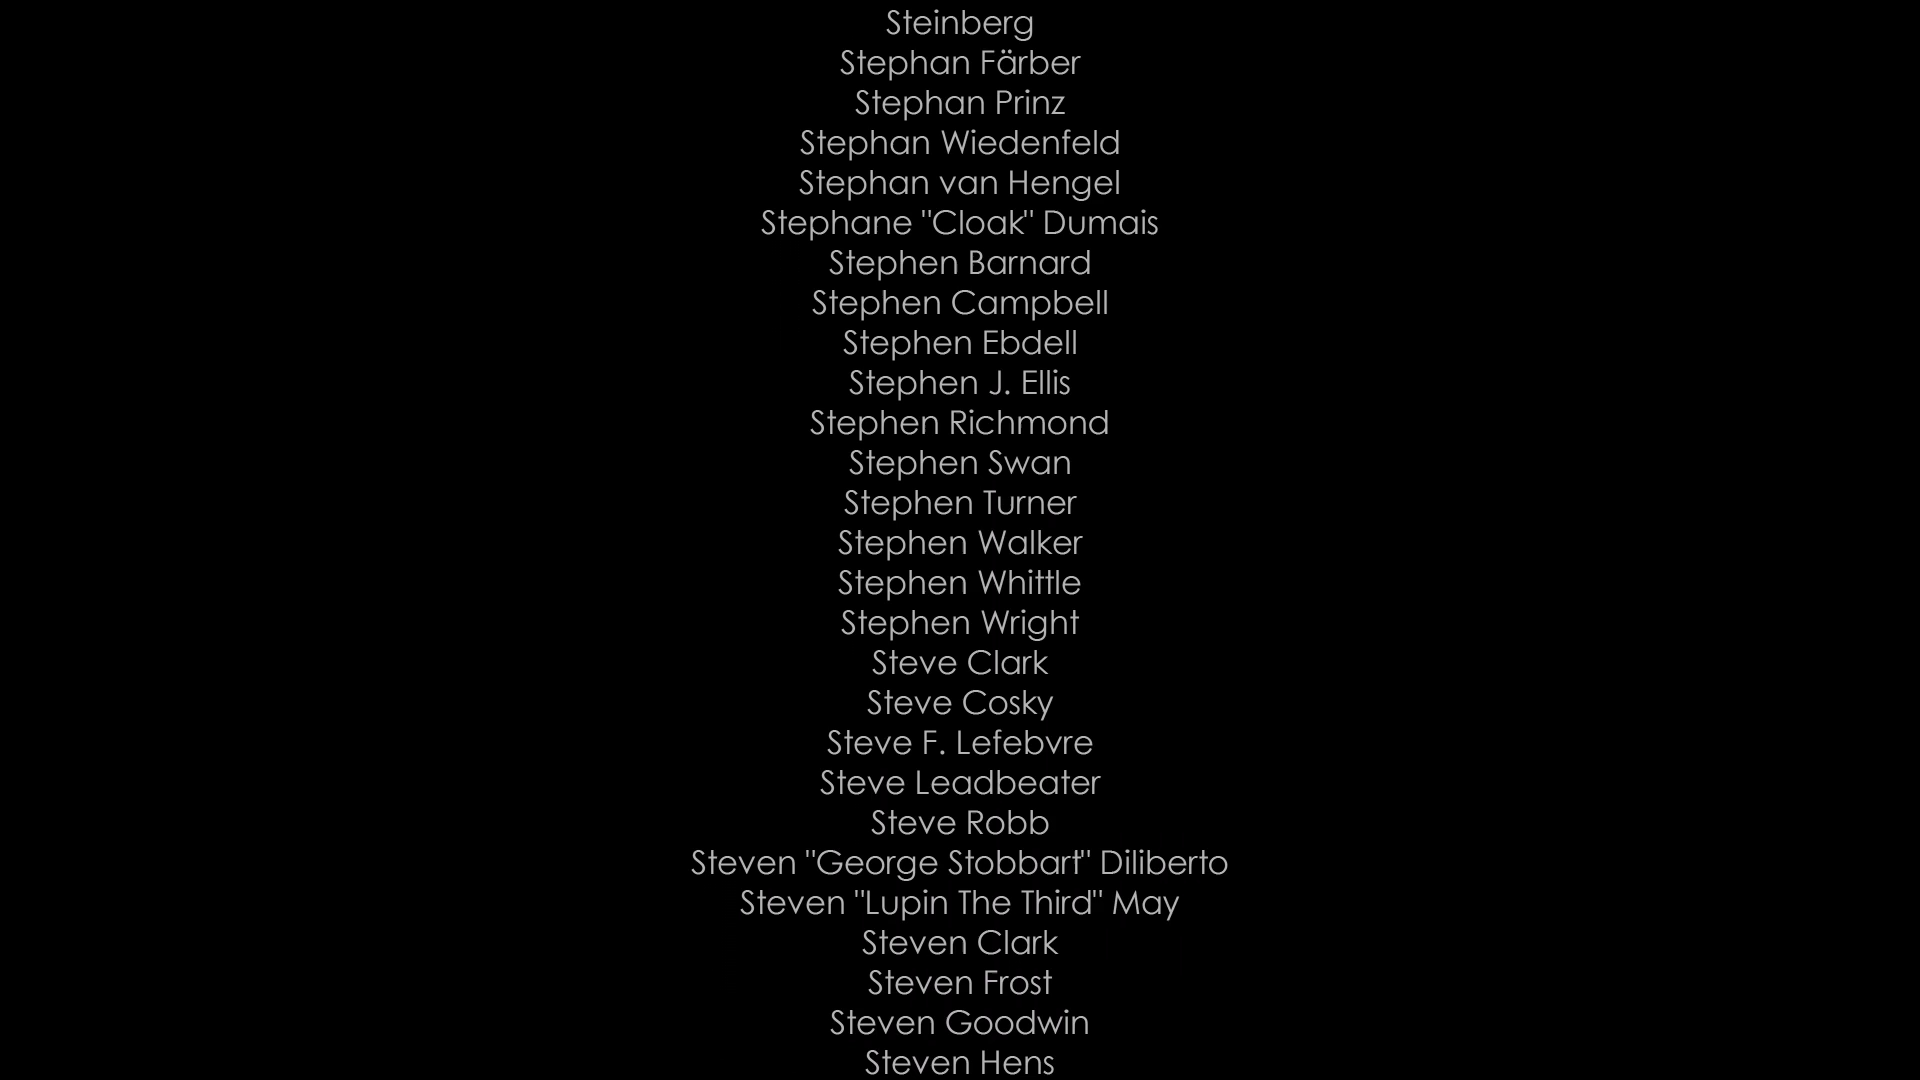 Steinberg
Stephan Färber
Stephan Prinz
Stephan Wiedenfeld
Stephan van Hengel
Stephane "Cloak" Dumais
Stephen Barnard
Stephen Campbell
Stephen Ebdell
Stephen J. Ellis
Stephen Richmond
Stephen Swan
Stephen Turner
Stephen Walker
Stephen Whittle
Stephen Wright
Steve Clark
Steve Cosky
Steve F. Lefebvre
Steve Leadbeater
Steve Robb
Steven "George Stobbart" Diliberto
Steven "Lupin The Third" May
Steven Clark
Steven Frost
Steven Goodwin
Steven Hens